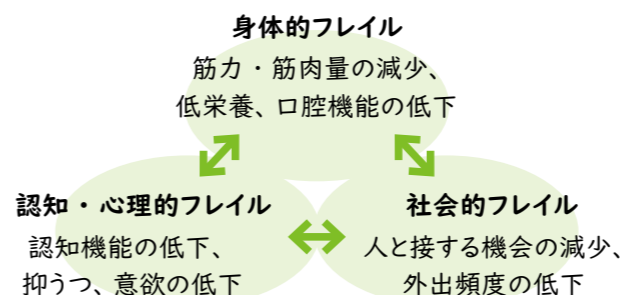 身体的フレイル
筋力・筋肉量の減少、
低栄養、口腔機能の低下
認知・心理的フレイル
認知機能の低下、
抑うつ、意欲の低下
社会的フレイル
人と接する機会の減少、
外出頻度の低下